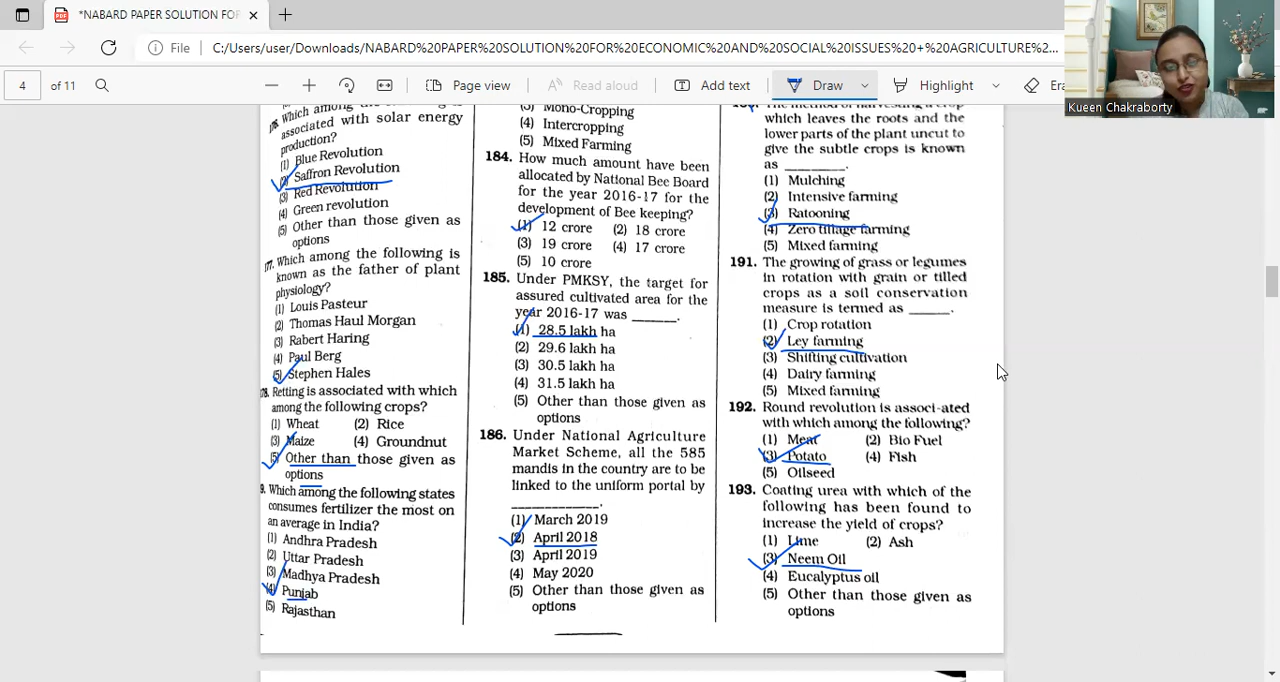 *NABARD PAPER SOLUTION FOR
File
C:/Users/user/Downloads/NABARD%20PAPER%20SOLUTION%20FOR%20ECONOMIC%20AND%20SOCIAL%20ISSUES%20+%20AGRICULTURE%2...
4 of 11
Page view
Read aloud
Add text
Draw
Highlight
Kueen Chakraborty
Which among the
associated with solar energy
production?
(1) Blue Revolution
(2) Saffron Revolution
(3) Red Revolution
(4) Green revolution
(5) Other than those given as
options
Which among the following is
known as the father of plant
physiology?
(1) Louis Pasteur
(2) Thomas Haul Morgan
(3) Rabert Haring
(4) Paul Berg
(5) Stephen Hales
Retting is associated with which
among the following crops?
(1) Wheat (2) Rice
(3) Maize (4) Groundnut
(5) Other than those given as
options
9. Which among the following states
consumes fertilizer the most on
an average in India?
(1) Andhra Pradesh
(2) Uttar Pradesh
(3) Madhya Pradesh
(4) Punjab
(5) Rajasthan
(3) Mono-Cropping
(4) Intercropping
(5) Mixed Farming
184. How much amount have been
allocated by National Bee Board
for the year 2016-17 for the
development of Bee keeping?
(1) 12 crore (2) 18 crore
(3) 19 crore (4) 17 crore
(5) 10 crore
185. Under PMKSY, the target for
assured cultivated area for the
year 2016-17 was ______.
(1) 28.5 lakh ha
(2) 29.6 lakh ha
(3) 30.5 lakh ha
(4) 31.5 lakh ha
(5) Other than those given as
options
186. Under National Agriculture
Market Scheme, all the 585
mandis in the country are to be
linked to the uniform portal by
____________.
(1) March 2019
(2) April 2018
(3) April 2019
(4) May 2020
(5) Other than those given as
options
The method of harvesting a crop
which leaves the roots and the
lower parts of the plant uncut to
give the subtle crops is known
as ________.
(1) Mulching
(2) Intensive farming
(3) Ratooning
(4) Zero tillage farming
(5) Mixed farming
191. The growing of grass or legumes
in rotation with grain or tilled
crops as a soil conservation
measure is termed as ______.
(1) Crop rotation
(2) Ley farming
(3) Shifting cultivation
(4) Dairy farming
(5) Mixed farming
192. Round revolution is associ-ated
with which among the following?
(1) Meat (2) Bio Fuel
(3) Potato (4) Fish
(5) Oilseed
193. Coating urea with which of the
following has been found to
increase the yield of crops?
(1) Lime (2) Ash
(3) Neem Oil
(4) Eucalyptus oil
(5) Other than those given as
options